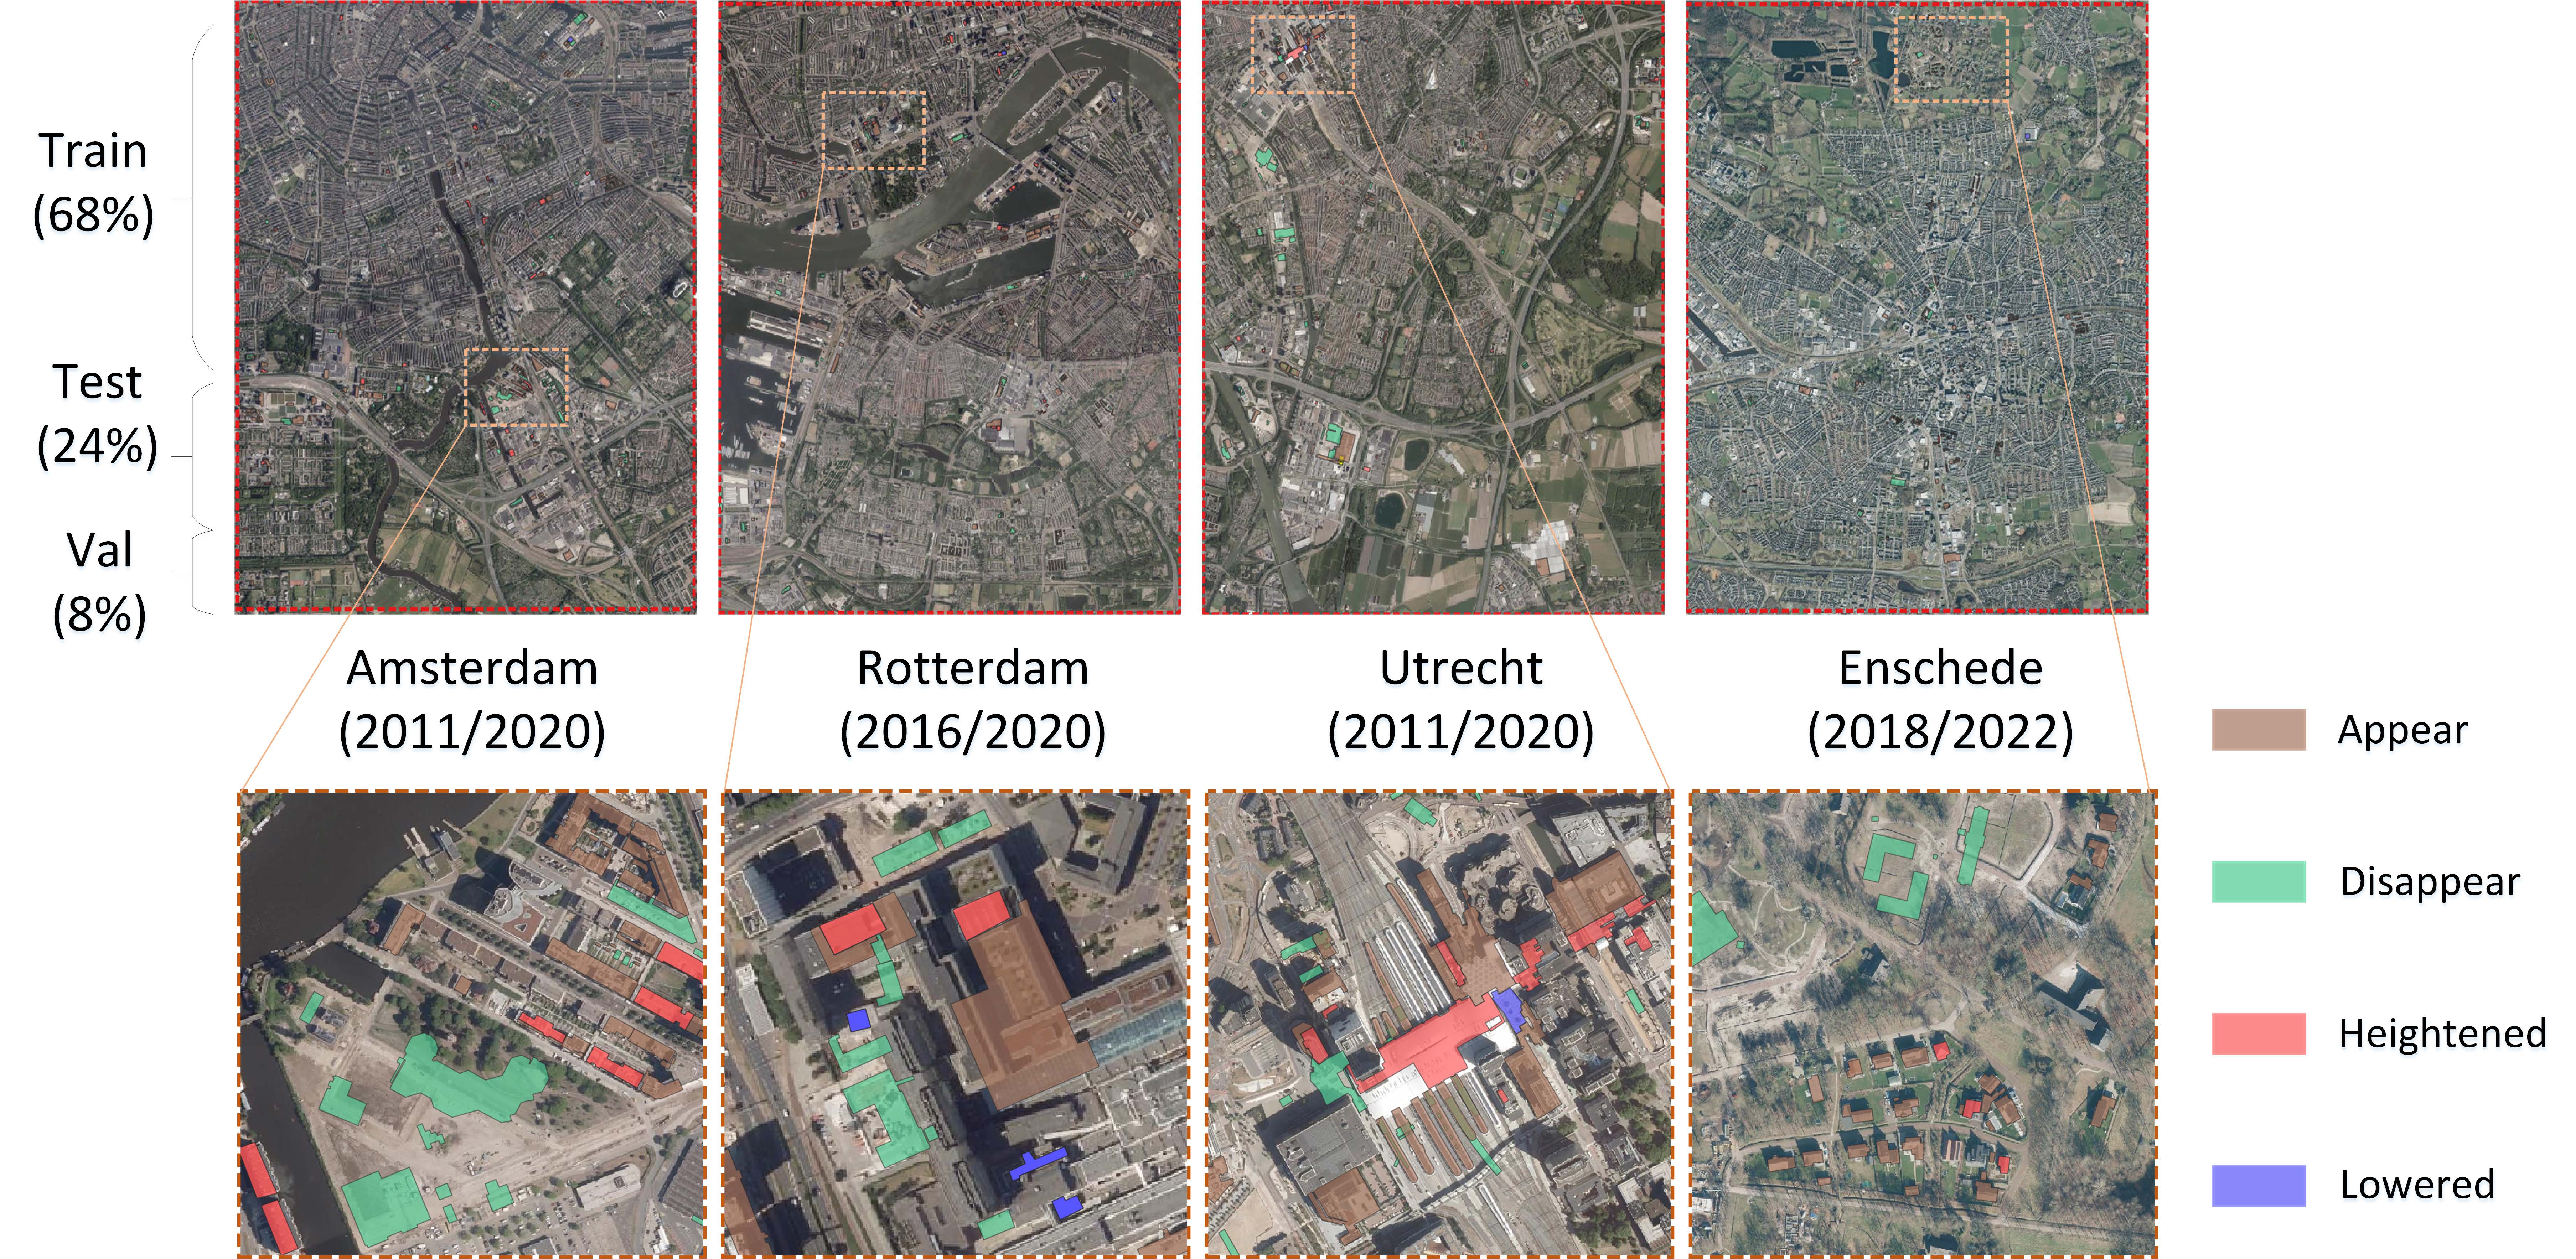 Train
(68%)
Test
(24%)
Val
(8%)
Amsterdam
(2011/2020)
Rotterdam
(2016/2020)
Utrecht
(2011/2020)
Enschede
(2018/2022)
Appear
Disappear
Heightened
Lowered